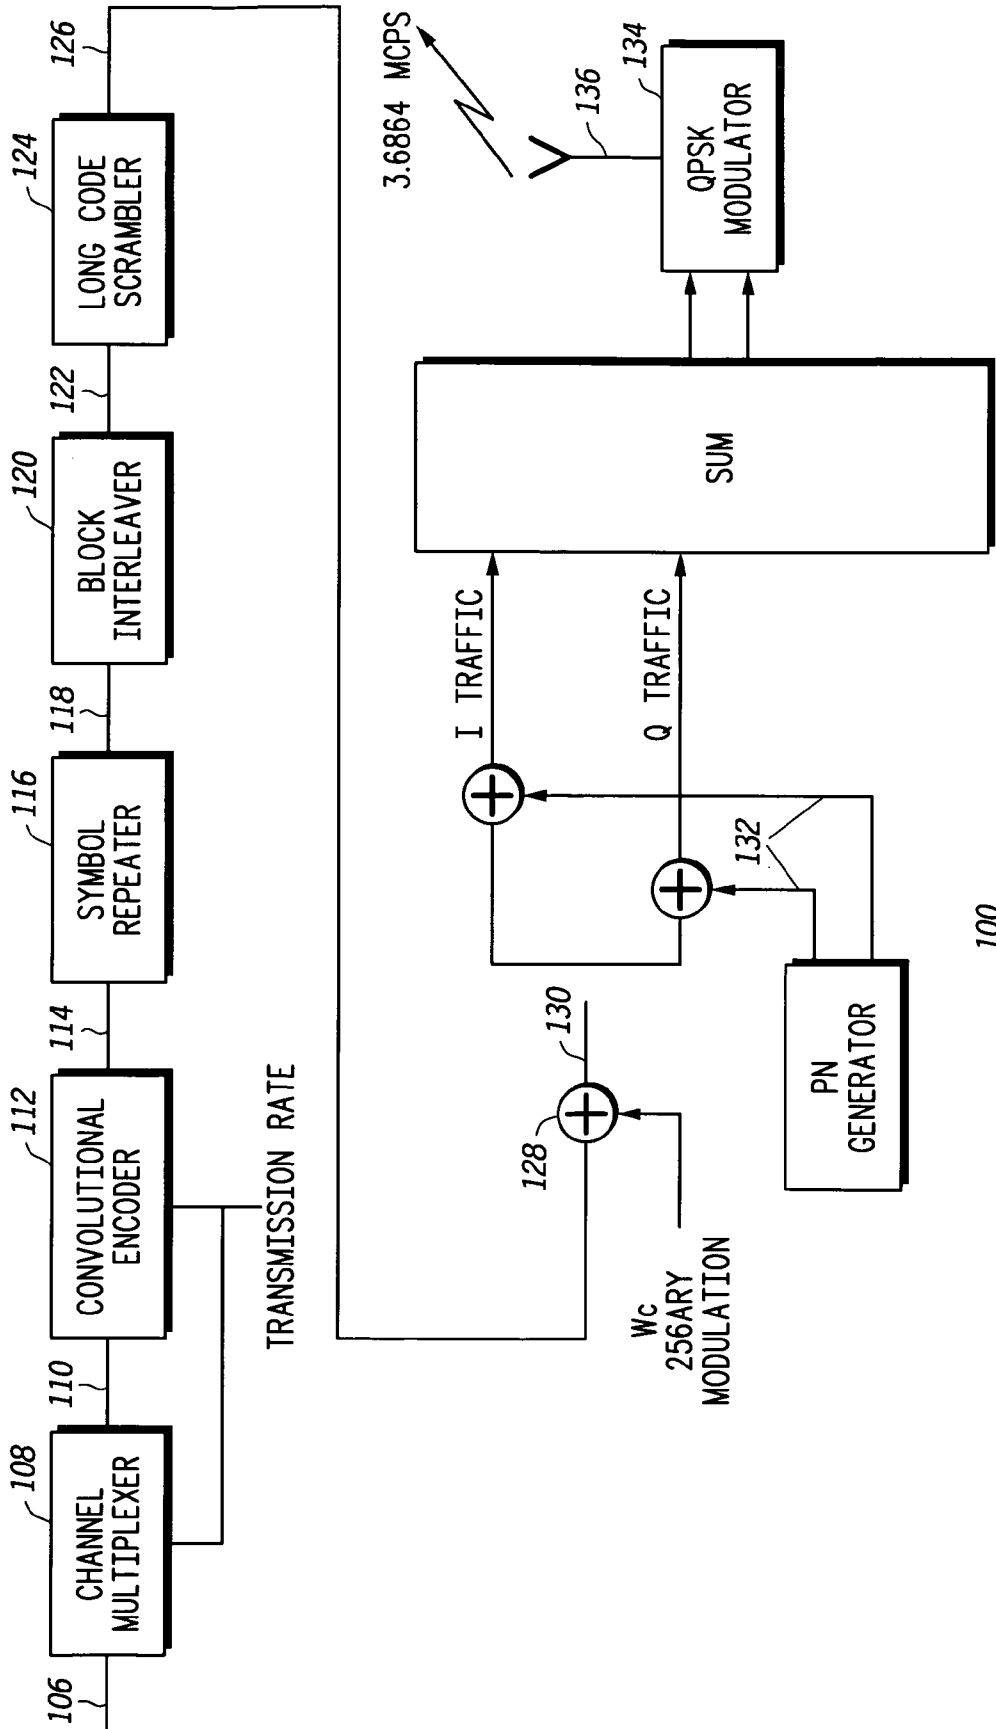 106
108
CHANNEL
MULTIPLEXER
110
112
CONVOLUTIONAL
ENCODER
114
116
SYMBOL
REPEATER
118
120
BLOCK
INTERLEAVER
122
124
LONG CODE
SCRAMBLER
126
TRANSMISSION RATE
Wc
256ARY
MODULATION
128
130
PN
GENERATOR
132
I TRAFFIC
Q TRAFFIC
SUM
3.6864 MCPS
136
134
QPSK
MODULATOR
100